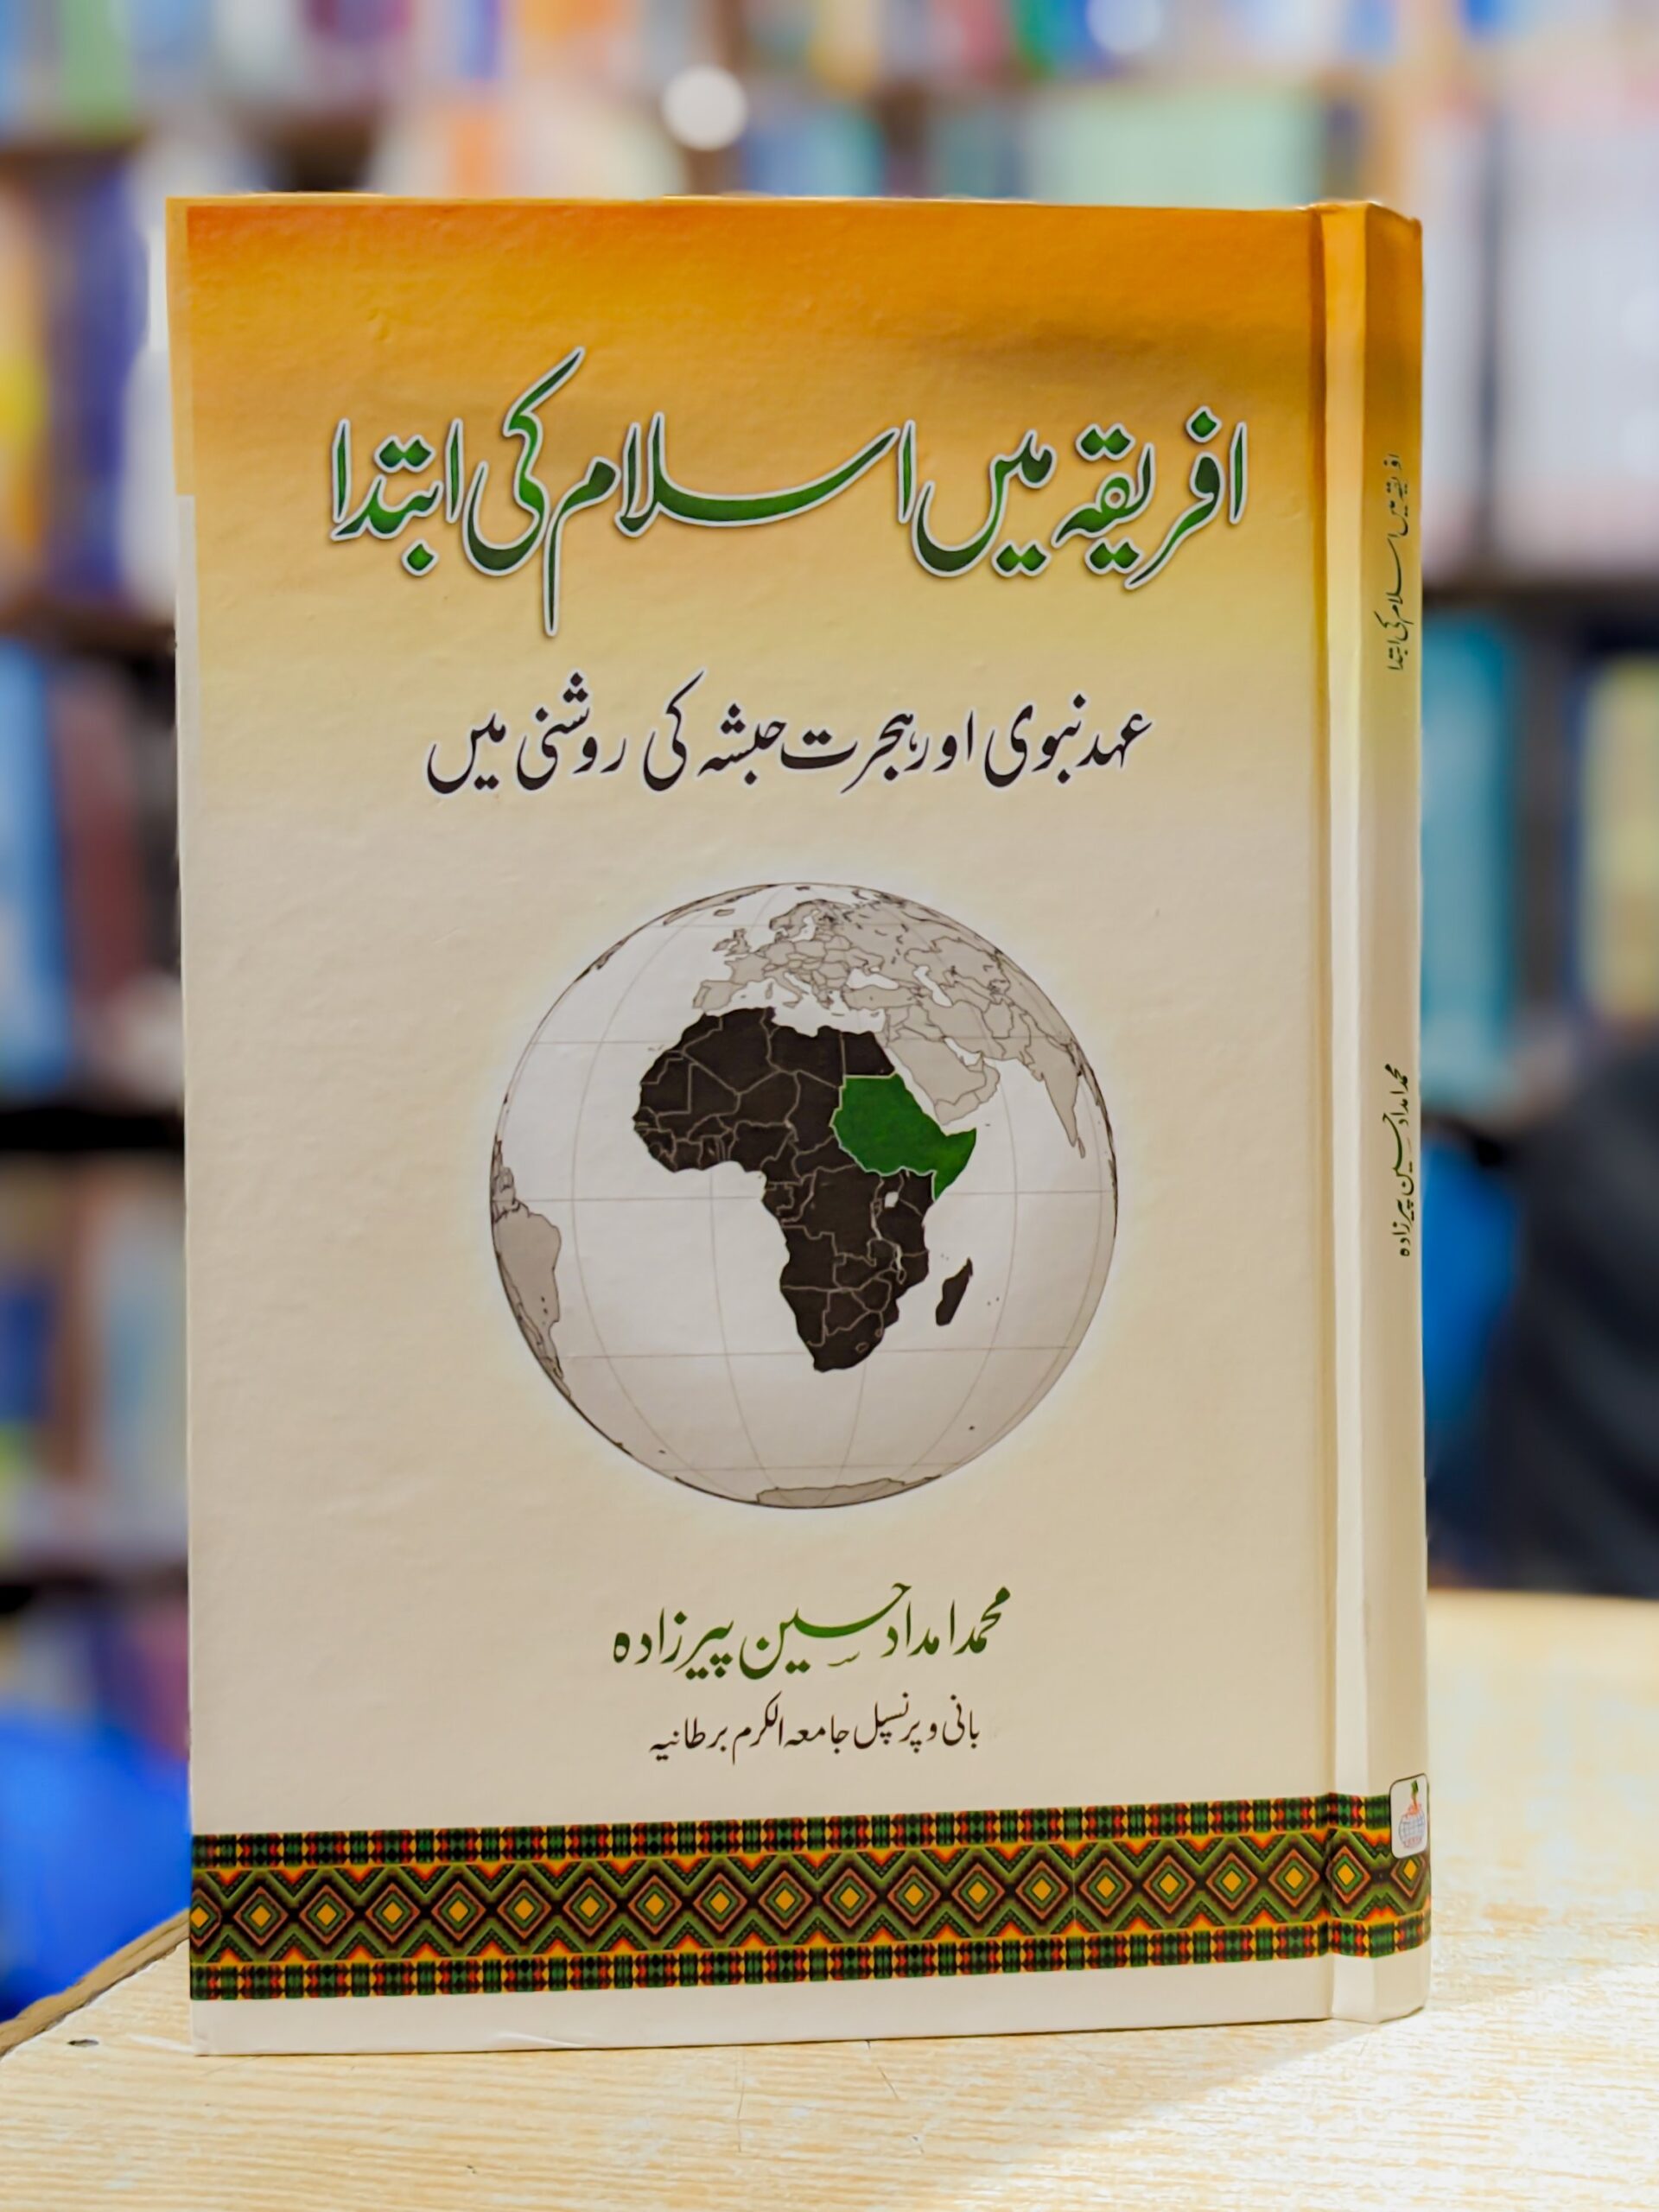 افریقہ میں اسلام کی ابتدا
عہد نبوی اور ہجرت حبشہ کی روشنی میں
محمد امداد حسین پیرزادہ
بانی و پرنسپل جامعہ الکرم برطانیہ
افریقہ میں اسلام کی ابتدا
محمد امداد حسین پیرزادہ